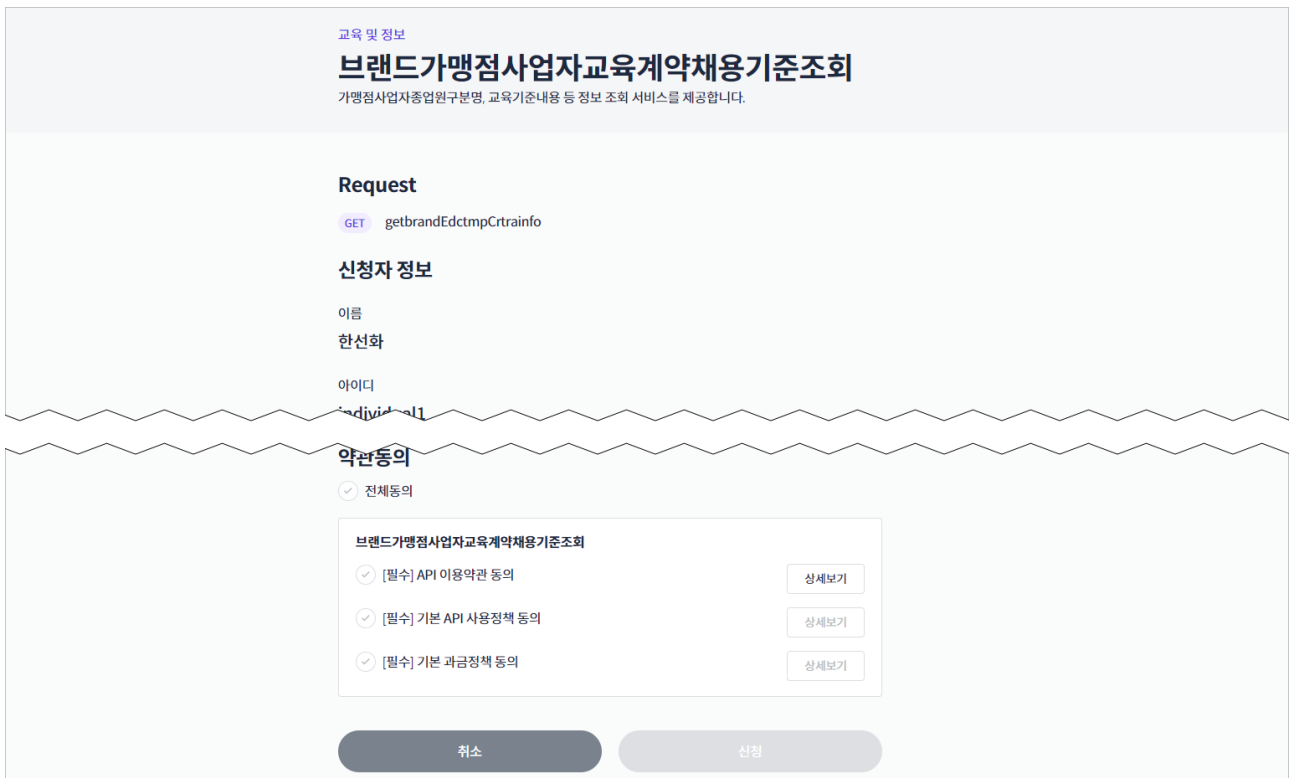 교육 및 정보
브랜드가맹점사업자교육계약채용기준조회
가맹점사업자종업원구분명, 교육기준내용 등 정보 조회 서비스를 제공합니다.
Request
GET getbrandEdctmpCrtrainfo
신청자 정보
이름
한선화
아이디
약관동의
전체동의
브랜드가맹점사업자교육계약채용기준조회
[필수] API 이용약관 동의 상세보기
[필수] 기본 API 사용정책 동의 상세보기
[필수] 기본 과금정책 동의 상세보기
취소 신청